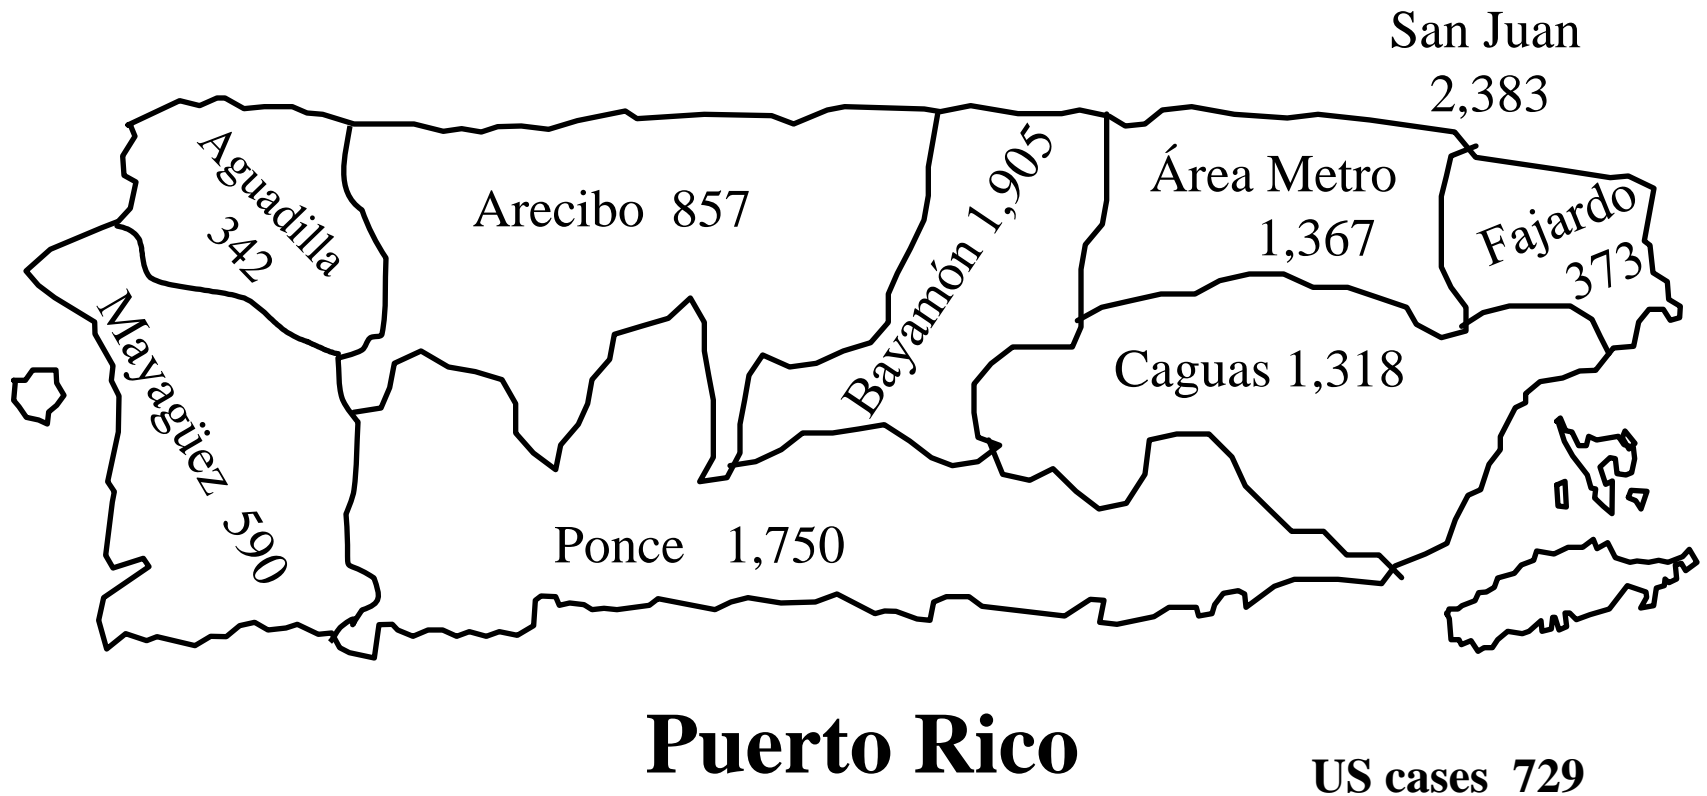 San Juan
2,383
Aguadilla
342
Arecibo 857
Bayamón 1,905
Área Metro
1,367
Fajardo
373
Mayagüez 590
Caguas 1,318
Ponce 1,750
Puerto Rico
US cases 729